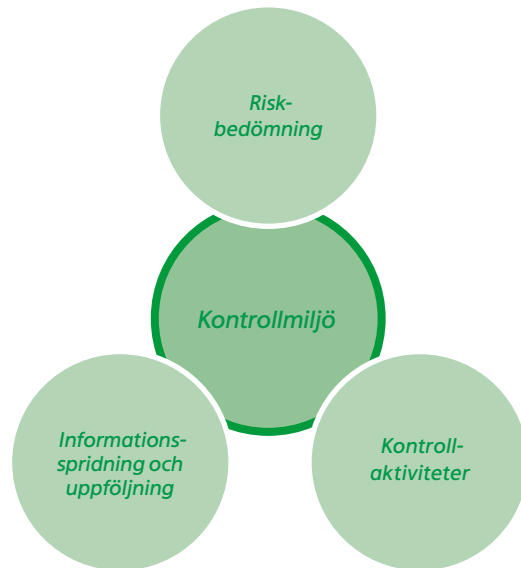 Risk-
bedömning
Kontrollmiljö
Informations-
spridning och
uppföljning
Kontroll-
aktiviteter